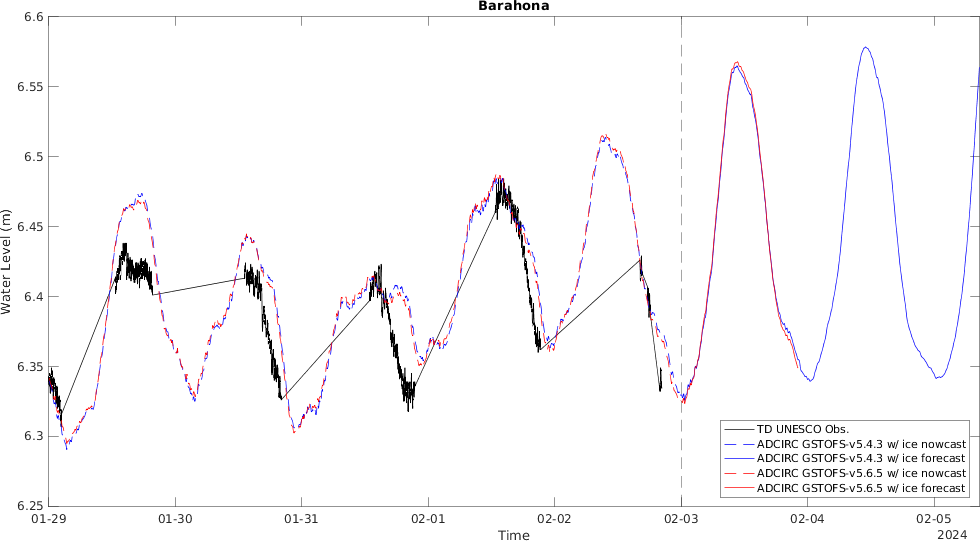 Barahona
6.6
6.55
6.5
6.45
6.4
6.35
6.3
6.25
Water Level (m)
TD UNESCO Obs.
ADCIRC GSTOFS-v5.4.3 w/ ice nowcast
ADCIRC GSTOFS-v5.4.3 w/ ice forecast
ADCIRC GSTOFS-v5.6.5 w/ ice nowcast
ADCIRC GSTOFS-v5.6.5 w/ ice forecast
01-29 01-30 01-31 02-01 02-02 02-03 02-04 02-05
Time 2024